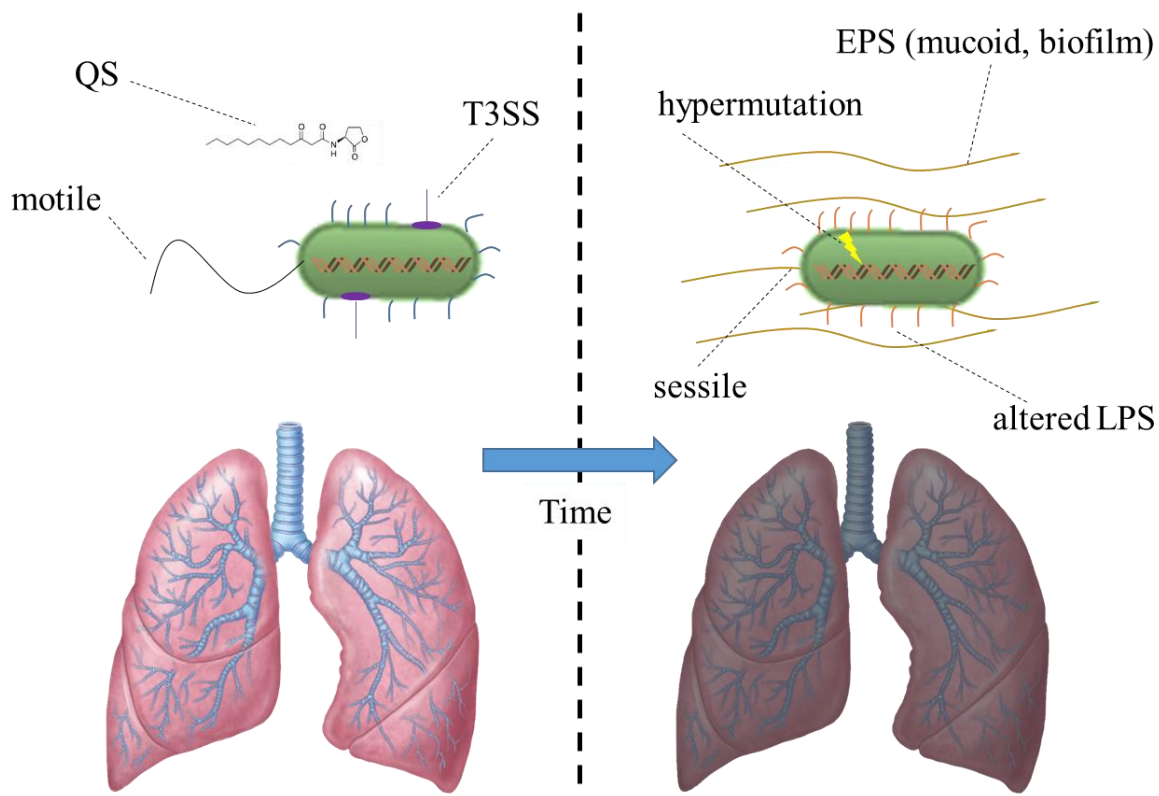 QS
T3SS
motile
EPS (mucoid, biofilm)
hypermutation
sessile
altered LPS
Time
O
O
N
H
O
O